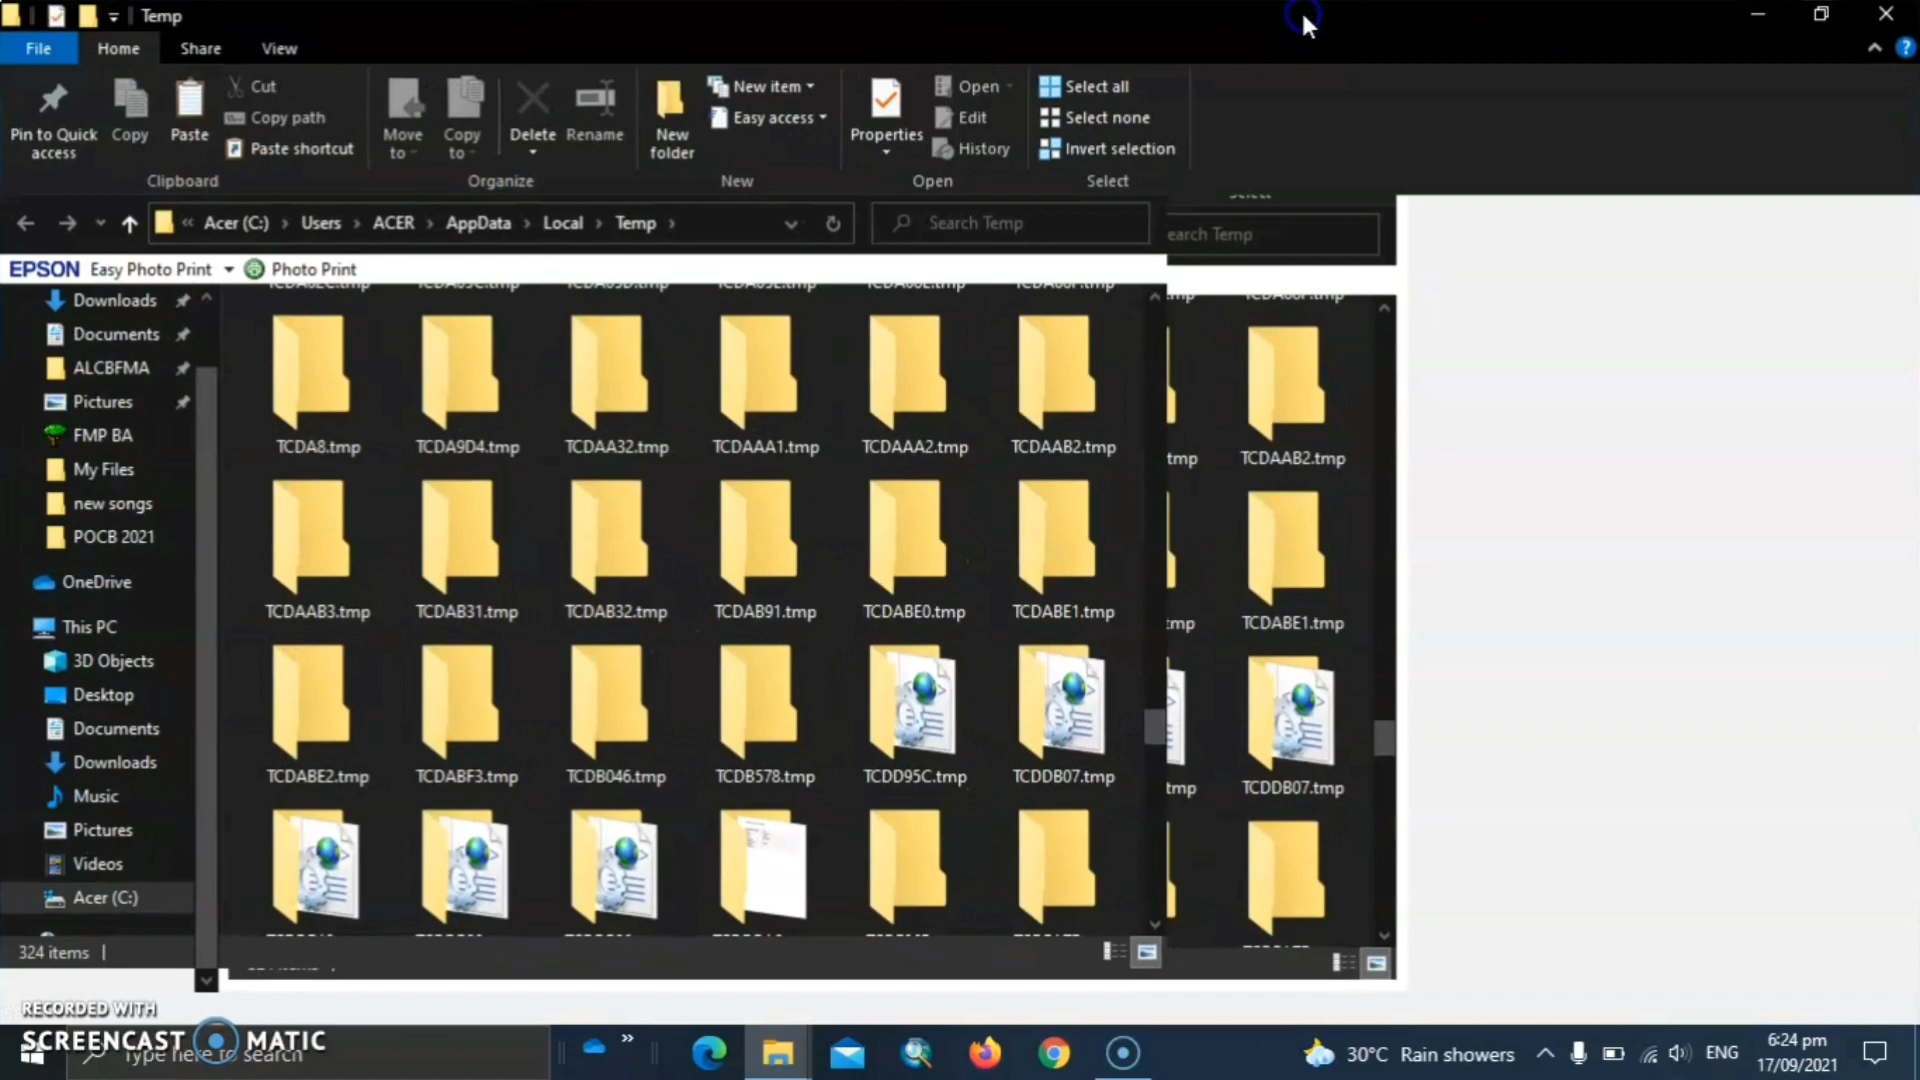 Temp
File Home Share View
Pin to Quick access
Copy
Paste
Cut
Copy path
Paste shortcut
Move to
Copy to
Delete
Rename
New folder
New item
Easy access
Properties
Open
Edit
History
Select all
Select none
Invert selection
Clipboard Organize New Open Select
« Acer (C:) › Users › ACER › AppData › Local › Temp ›
Search Temp
earch Temp
EPSON Easy Photo Print Photo Print
Downloads
Documents
ALCBFMA
Pictures
FMP BA
My Files
new songs
POCB 2021
OneDrive
This PC
3D Objects
Desktop
Documents
Downloads
Music
Pictures
Videos
Acer (C:)
TCDA8.tmp TCDA9D4.tmp TCDAA32.tmp TCDAAA1.tmp TCDAAA2.tmp TCDAAB2.tmp
tmp TCDAAB2.tmp
TCDAAB3.tmp TCDAB31.tmp TCDAB32.tmp TCDAB91.tmp TCDABE0.tmp TCDABE1.tmp
tmp TCDABE1.tmp
TCDABE2.tmp TCDABF3.tmp TCDB046.tmp TCDB578.tmp TCDD95C.tmp TCDDB07.tmp
tmp TCDDB07.tmp
324 items
RECORDED WITH
SCREENCAST MATIC
Type here to search
30°C Rain showers
ENG
6:24 pm
17/09/2021